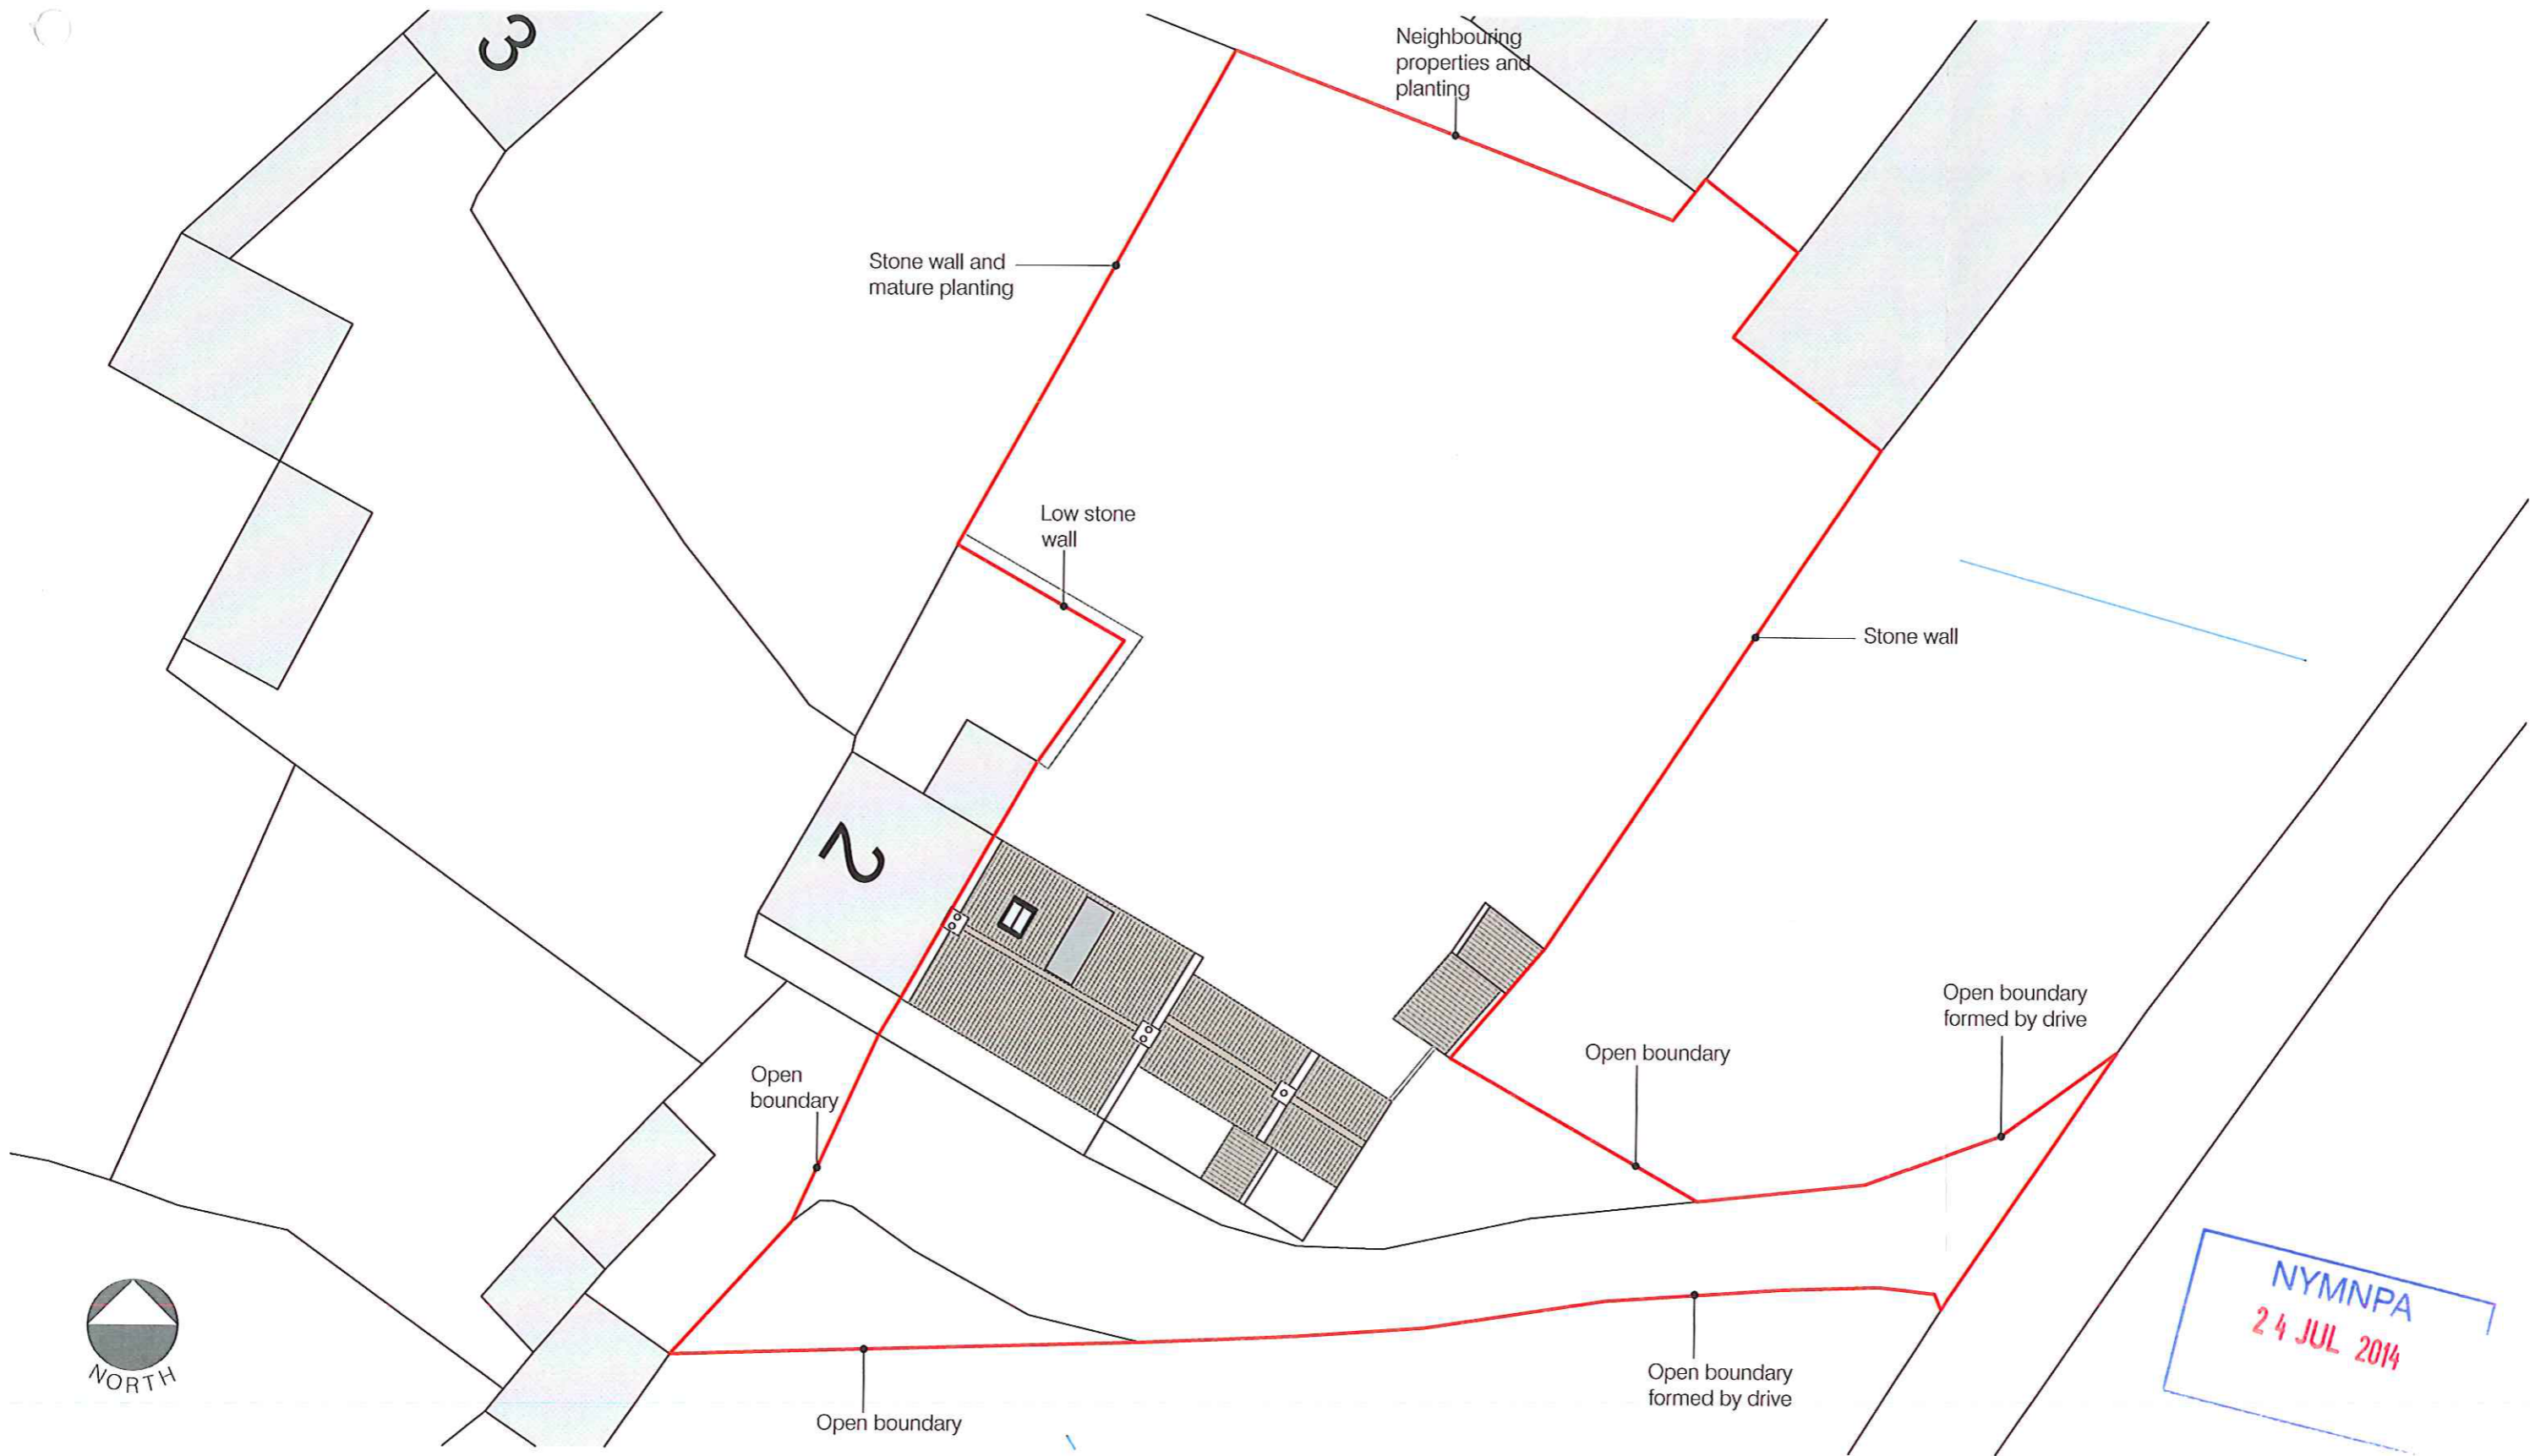 3
Neighbouring
properties and
planting
Stone wall and
mature planting
Low stone
wall
Stone wall
2
Open boundary
formed by drive
Open boundary
Open
boundary
NYMNPA
24 JUL 2014
NORTH
Open boundary
formed by drive
Open boundary